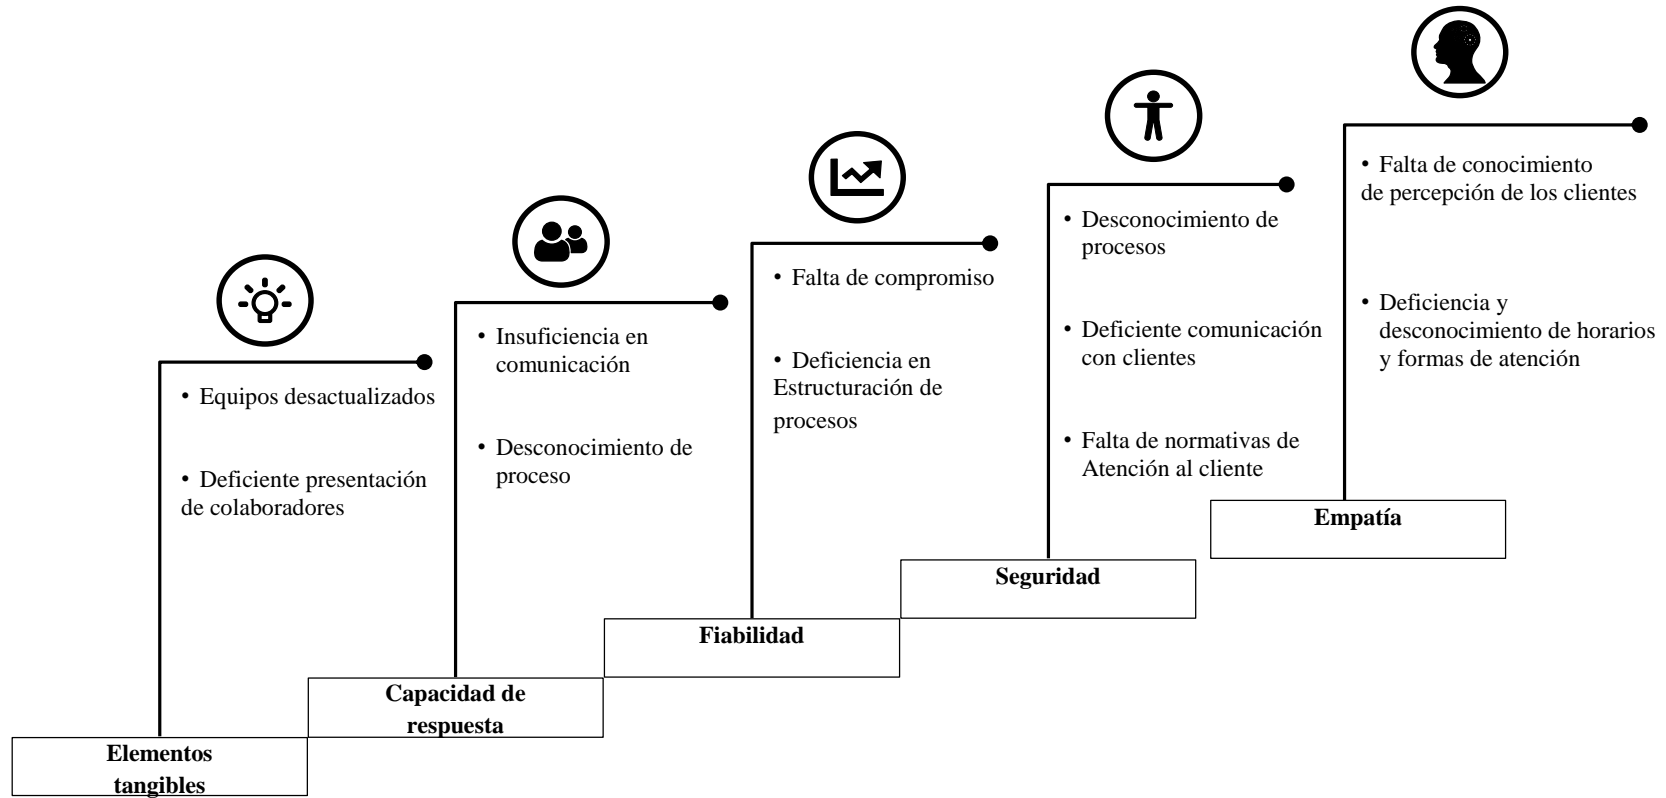 • Equipos desactualizados
• Deficiente presentación
de colaboradores
Elementos
tangibles
• Insuficiencia en
comunicación
• Desconocimiento de
proceso
Capacidad de
respuesta
• Falta de compromiso
• Deficiencia en
Estructuración de
procesos
Fiabilidad
• Desconocimiento de
procesos
• Deficiente comunicación
con clientes
• Falta de normativas de
Atención al cliente
Seguridad
• Falta de conocimiento
de percepción de los clientes
• Deficiencia y
desconocimiento de horarios
y formas de atención
Empatía